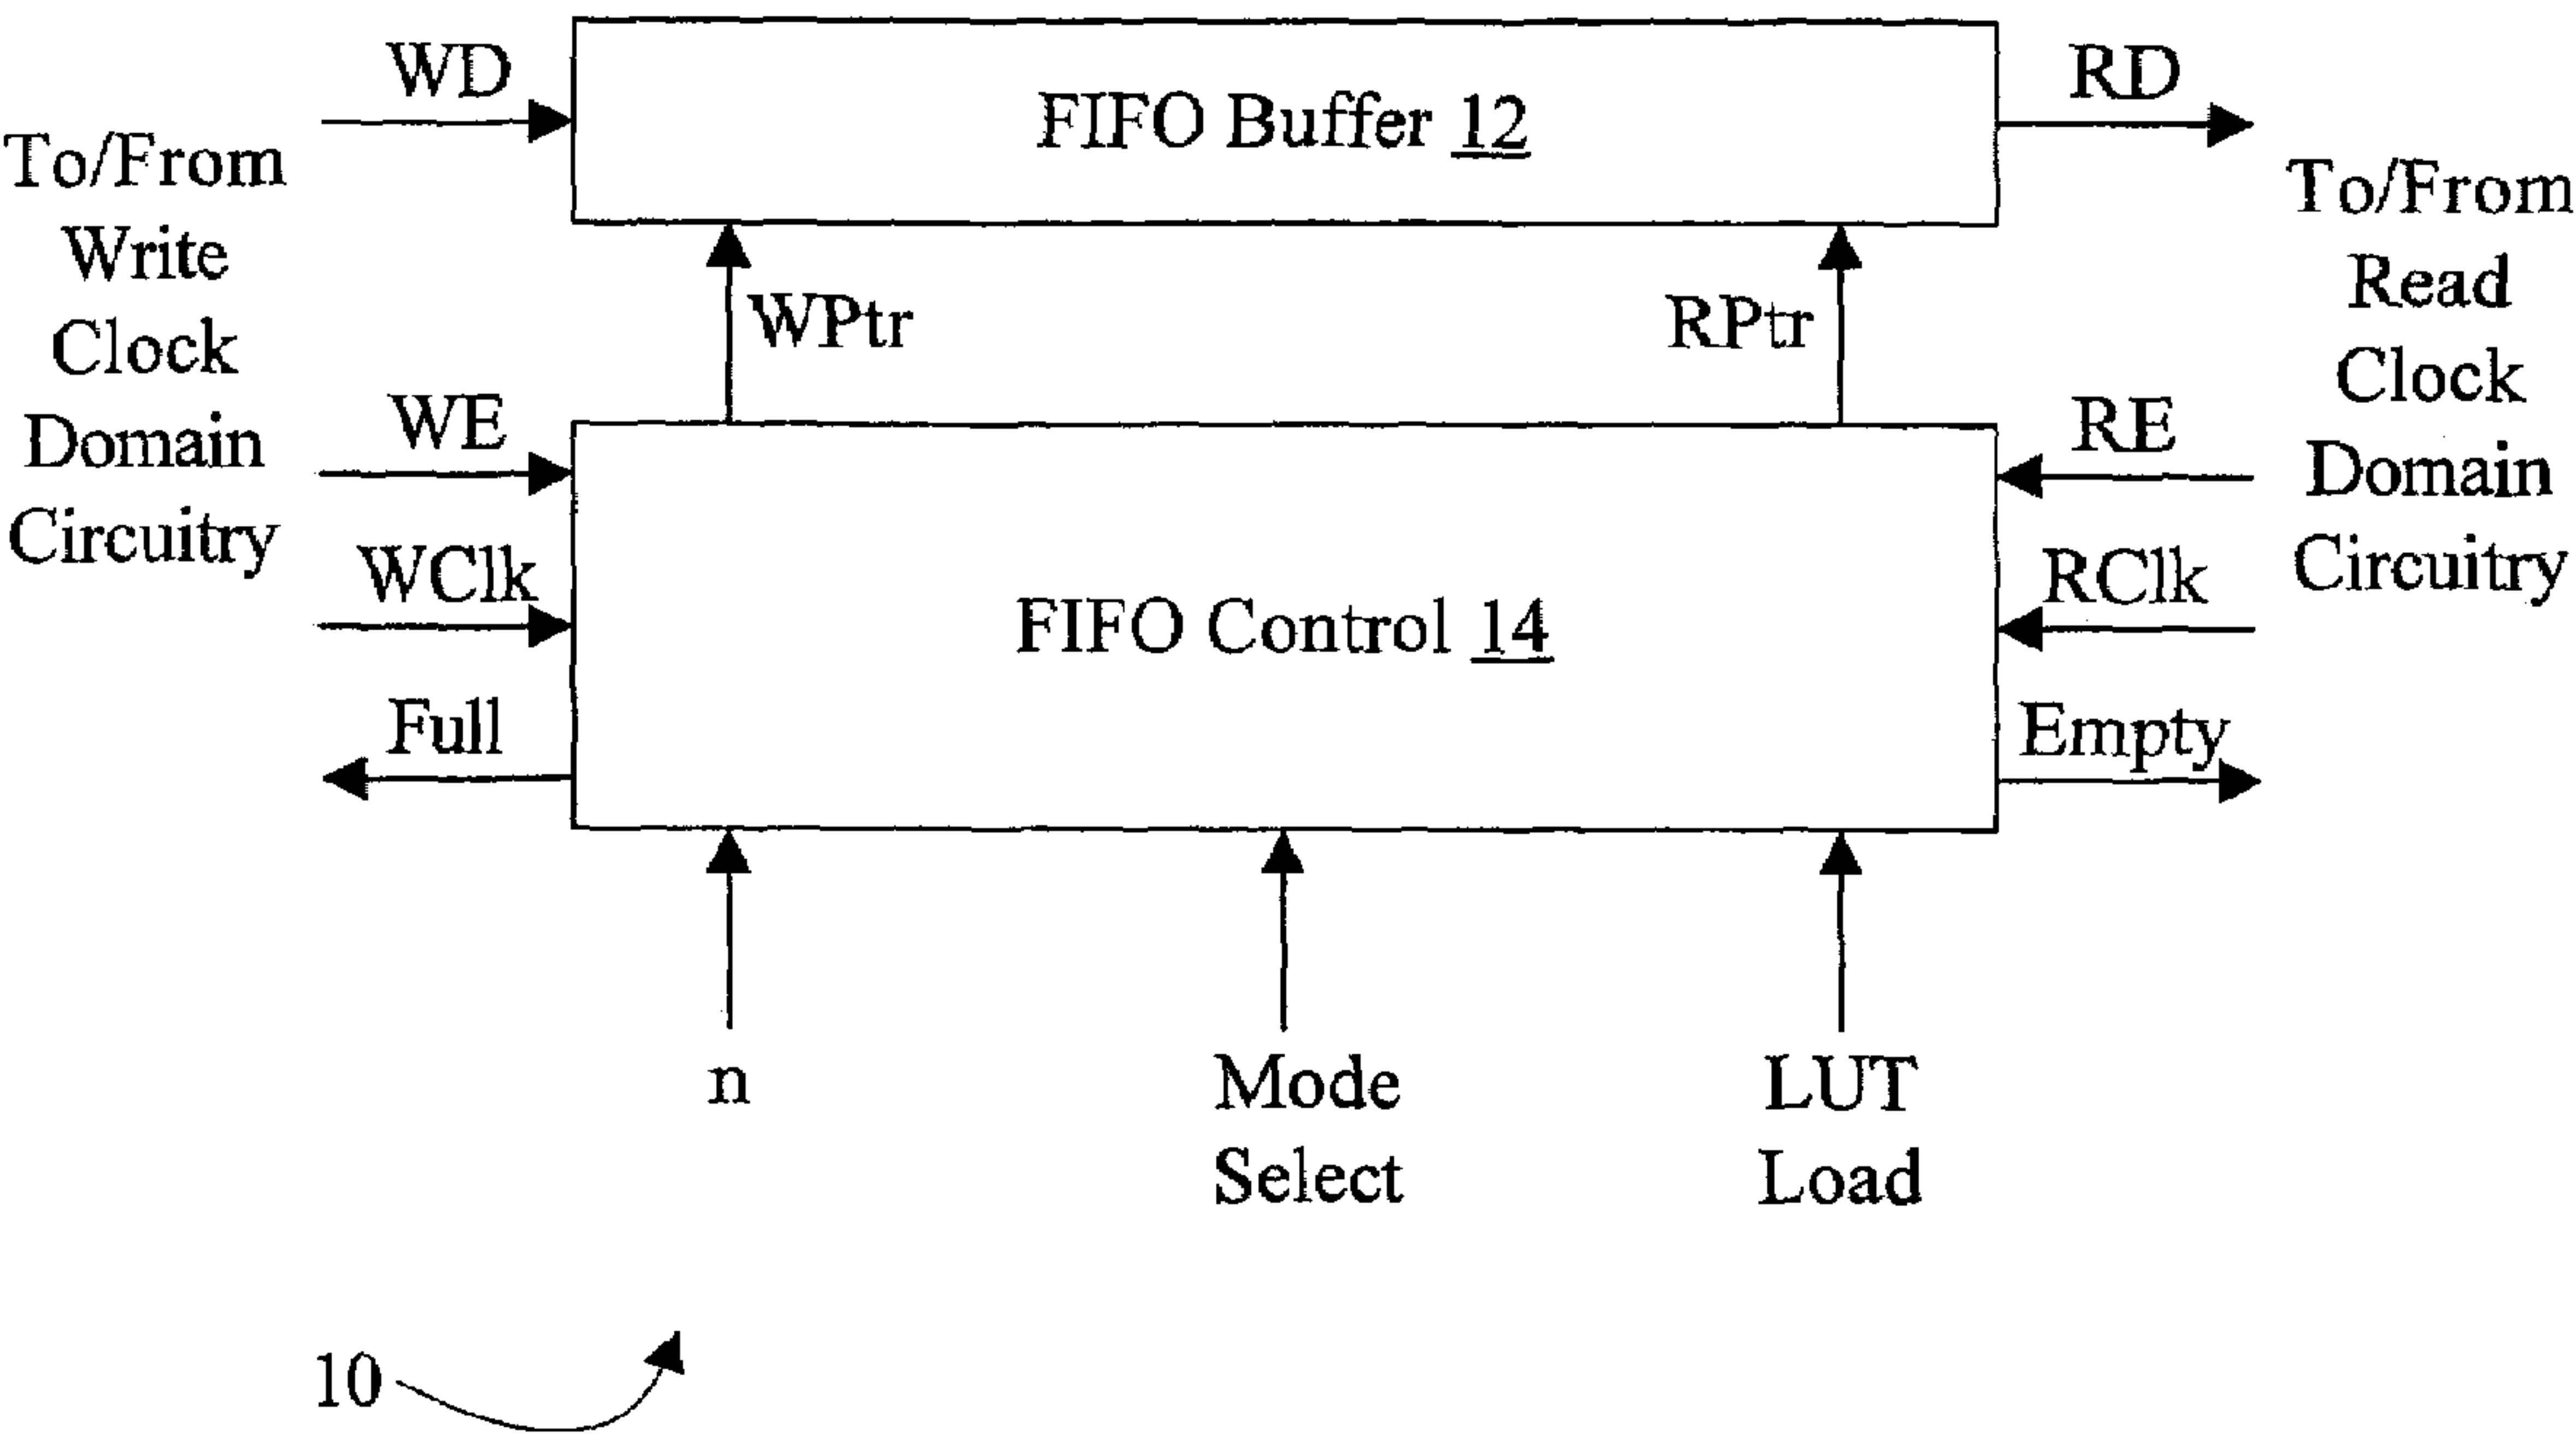 WD
FIFO Buffer 12
RD
To/From
Write
Clock
Domain
Circuitry
To/From
Read
Clock
Domain
Circuitry
WPtr
RPtr
WE
RE
WClk
FIFO Control 14
RClk
Full
Empty
n
Mode
Select
LUT
Load
10